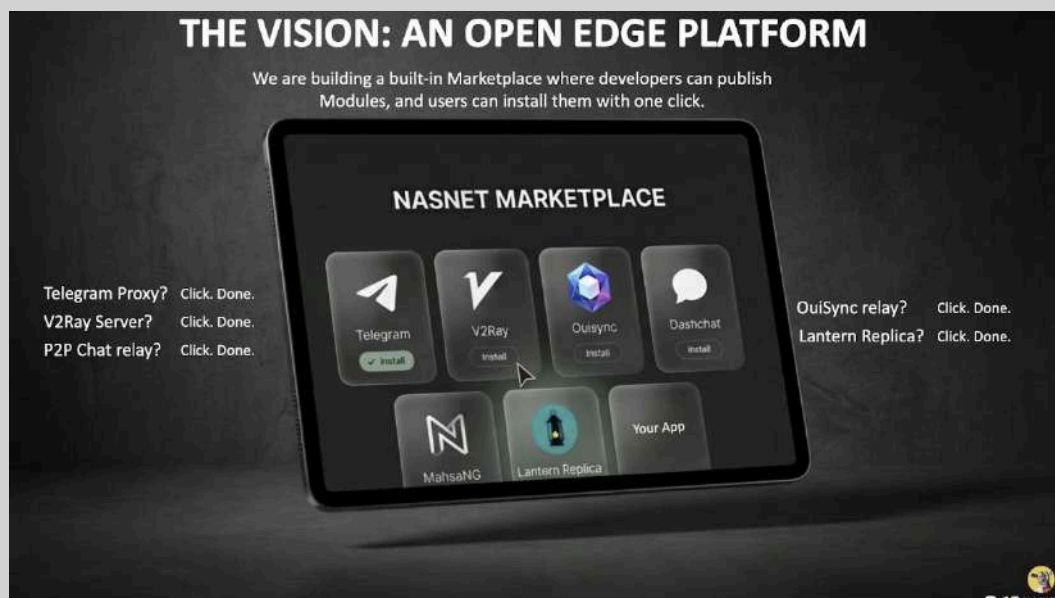 THE VISION: AN OPEN EDGE PLATFORM
We are building a built-in Marketplace where developers can publish
Modules, and users can install them with one click.
NASNET MARKETPLACE
Telegram
✓ Install
V2Ray
Install
Ouisync
Install
Dashchat
Install
MahsaNG
Lantern Replica
Your App
Telegram Proxy? Click. Done.
V2Ray Server? Click. Done.
P2P Chat relay? Click. Done.
OuiSync relay? Click. Done.
Lantern Replica? Click. Done.